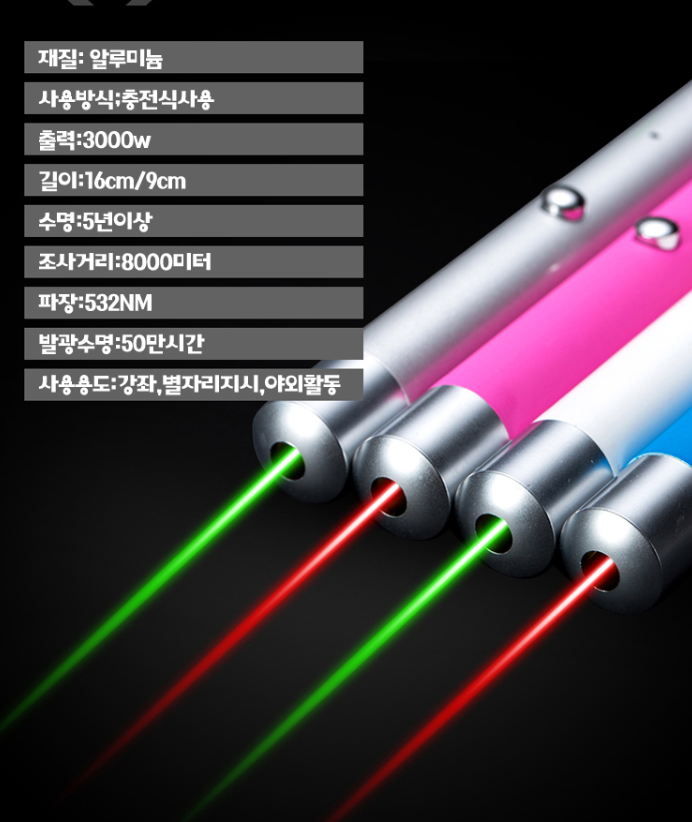 재질: 알루미늄
사용방식;충전식사용
출력:3000w
길이:16cm/9cm
수명:5년이상
조사거리:8000미터
파장:532NM
발광수명:50만시간
사용용도:강좌,별자리지시,야외활동